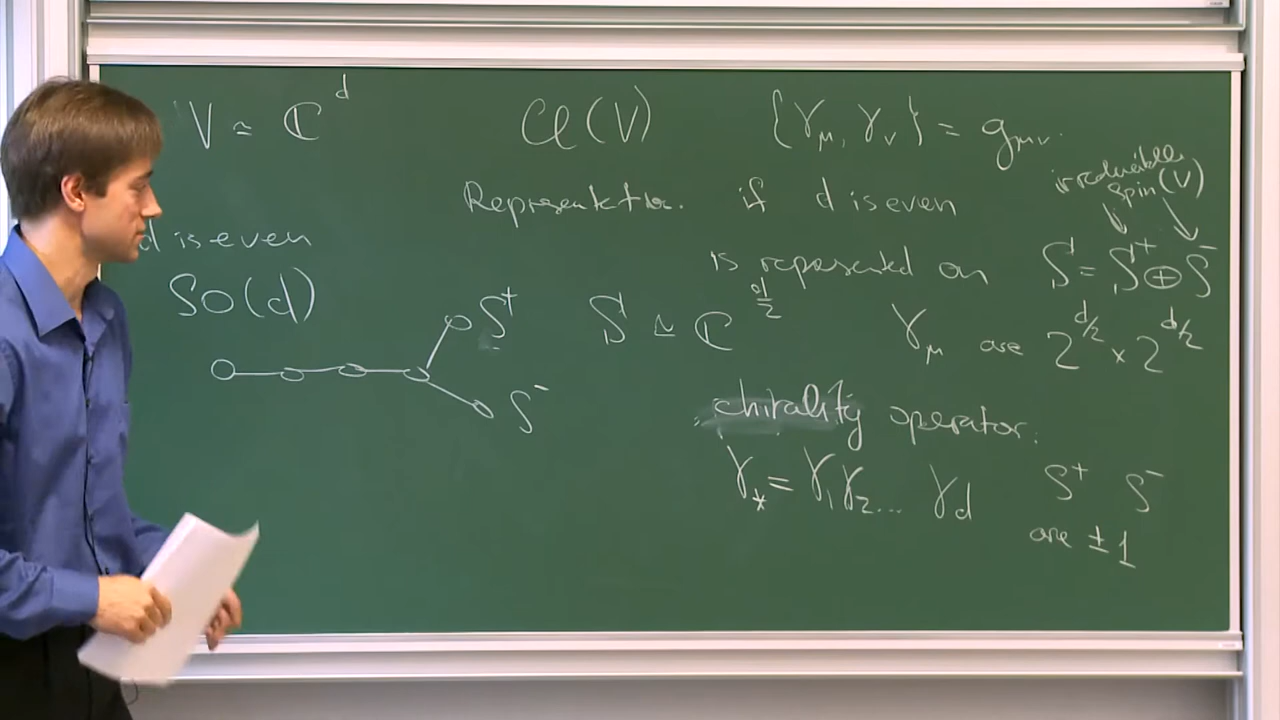 V ≃ ℂ^d
Cl(V)
{γ_μ, γ_ν} = g_μν.
Representation. if d is even
irreducible
Spin(V)
is represented on S = S^+ ⊕ S^-
d is even
SO(d)
S^+
S^-
S ≃ ℂ^{d/2}
γ_μ are 2^{d/2} × 2^{d/2}
chirality operator.
γ_* = γ_1 γ_2 ... γ_d
S^+ S^-
are ± 1